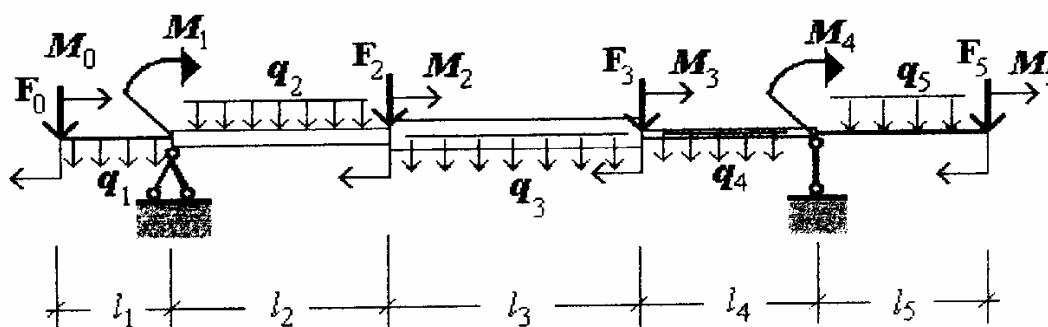 M₀ M₁ F₂ M₂ F₃ M₃ M₄ q₅ F₅ M
F₀ q₂
q₁ q₃ q₄
l₁ l₂ l₃ l₄ l₅